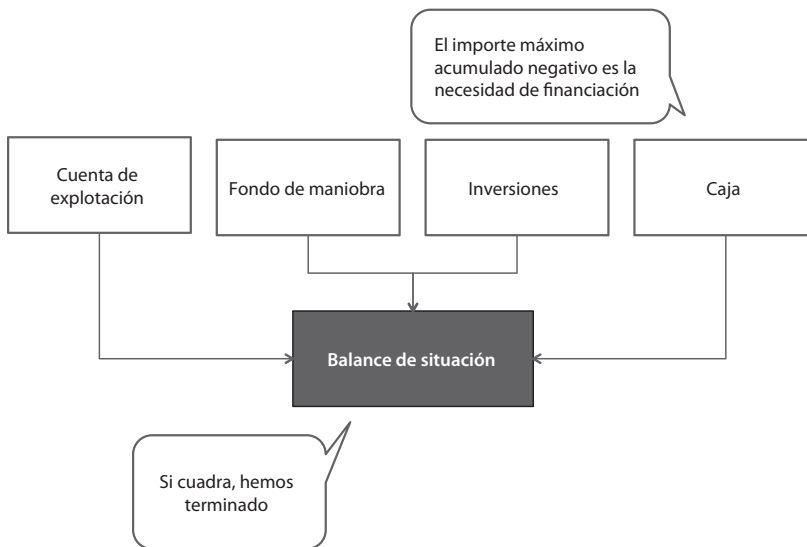 El importe máximo
acumulado negativo es la
necesidad de financiación
Cuenta de
explotación
Fondo de maniobra
Inversiones
Caja
Balance de situación
Si cuadra, hemos
terminado